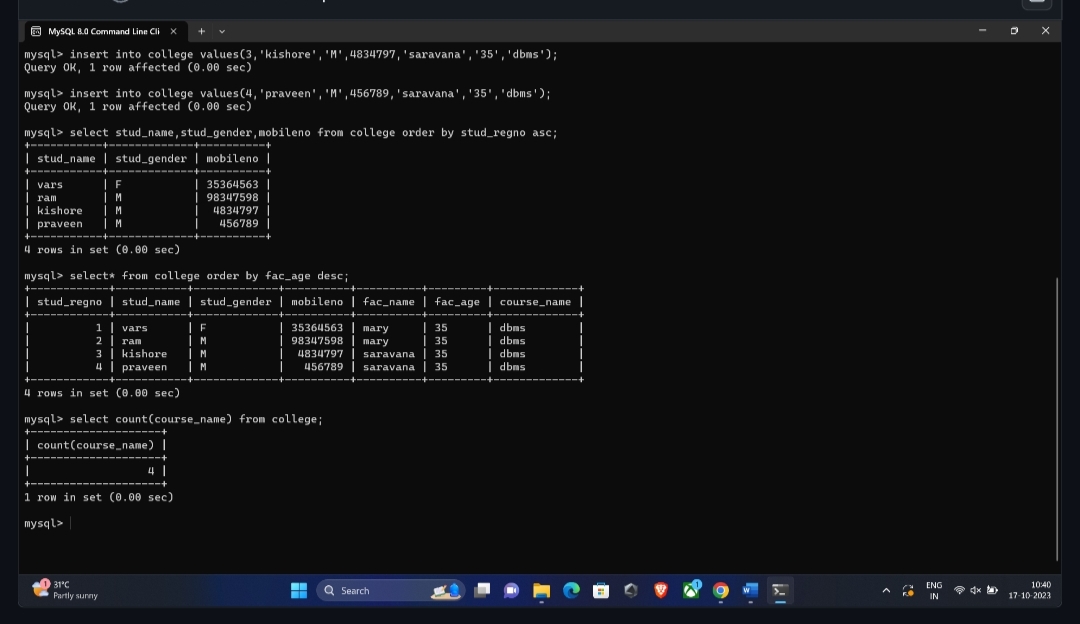 MySQL 8.0 Command Line Cli
mysql> insert into college values(3,'kishore','M',4834797,'saravana','35','dbms');
Query OK, 1 row affected (0.00 sec)
mysql> insert into college values(4,'praveen','M',456789,'saravana','35','dbms');
Query OK, 1 row affected (0.00 sec)
mysql> select stud_name,stud_gender,mobileno from college order by stud_regno asc;
+-----------+-------------+----------+
| stud_name | stud_gender | mobileno |
+-----------+-------------+----------+
| vars      | F           | 35364563 |
| ram       | M           | 98347598 |
| kishore   | M           |  4834797 |
| praveen   | M           |   456789 |
+-----------+-------------+----------+
4 rows in set (0.00 sec)
mysql> select* from college order by fac_age desc;
+------------+-----------+-------------+----------+----------+---------+-------------+
| stud_regno | stud_name | stud_gender | mobileno | fac_name | fac_age | course_name |
+------------+-----------+-------------+----------+----------+---------+-------------+
|          1 | vars      | F           | 35364563 | mary     | 35      | dbms        |
|          2 | ram       | M           | 98347598 | mary     | 35      | dbms        |
|          3 | kishore   | M           |  4834797 | saravana | 35      | dbms        |
|          4 | praveen   | M           |   456789 | saravana | 35      | dbms        |
+------------+-----------+-------------+----------+----------+---------+-------------+
4 rows in set (0.00 sec)
mysql> select count(course_name) from college;
+--------------------+
| count(course_name) |
+--------------------+
|                  4 |
+--------------------+
1 row in set (0.00 sec)
mysql>
1
31°C
Partly sunny
Search
1
ENG
IN
10:40
17-10-2023